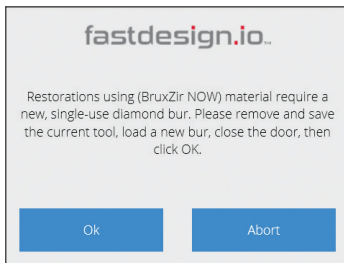 fastdesign.io™
Restorations using (BruxZir NOW) material require a
new, single-use diamond bur. Please remove and save
the current tool, load a new bur, close the door, then
click OK.
Ok Abort